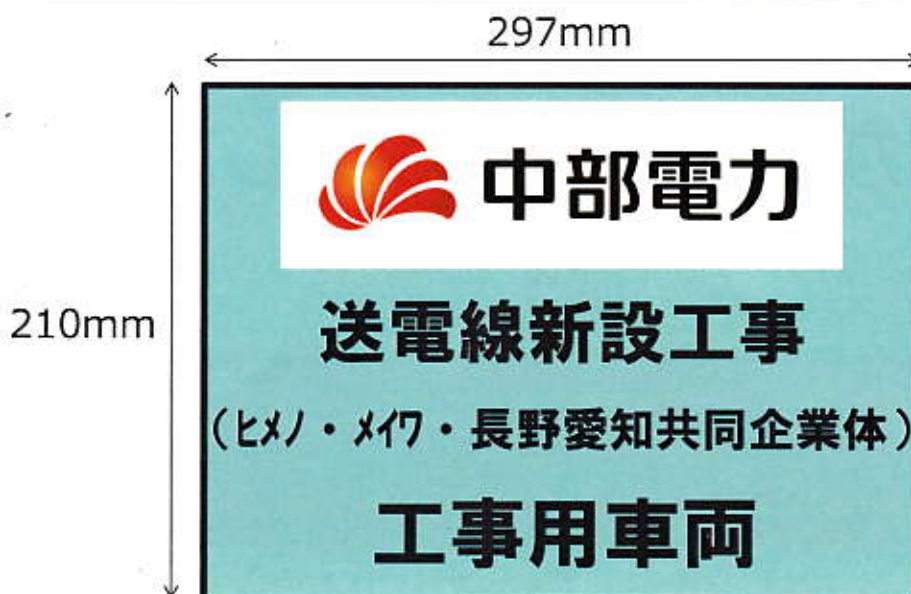 297mm
中部電力
210mm
送電線新設工事
(ﾋﾒﾉ・ﾒｲﾜ・長野愛知共同企業体)
工事用車両